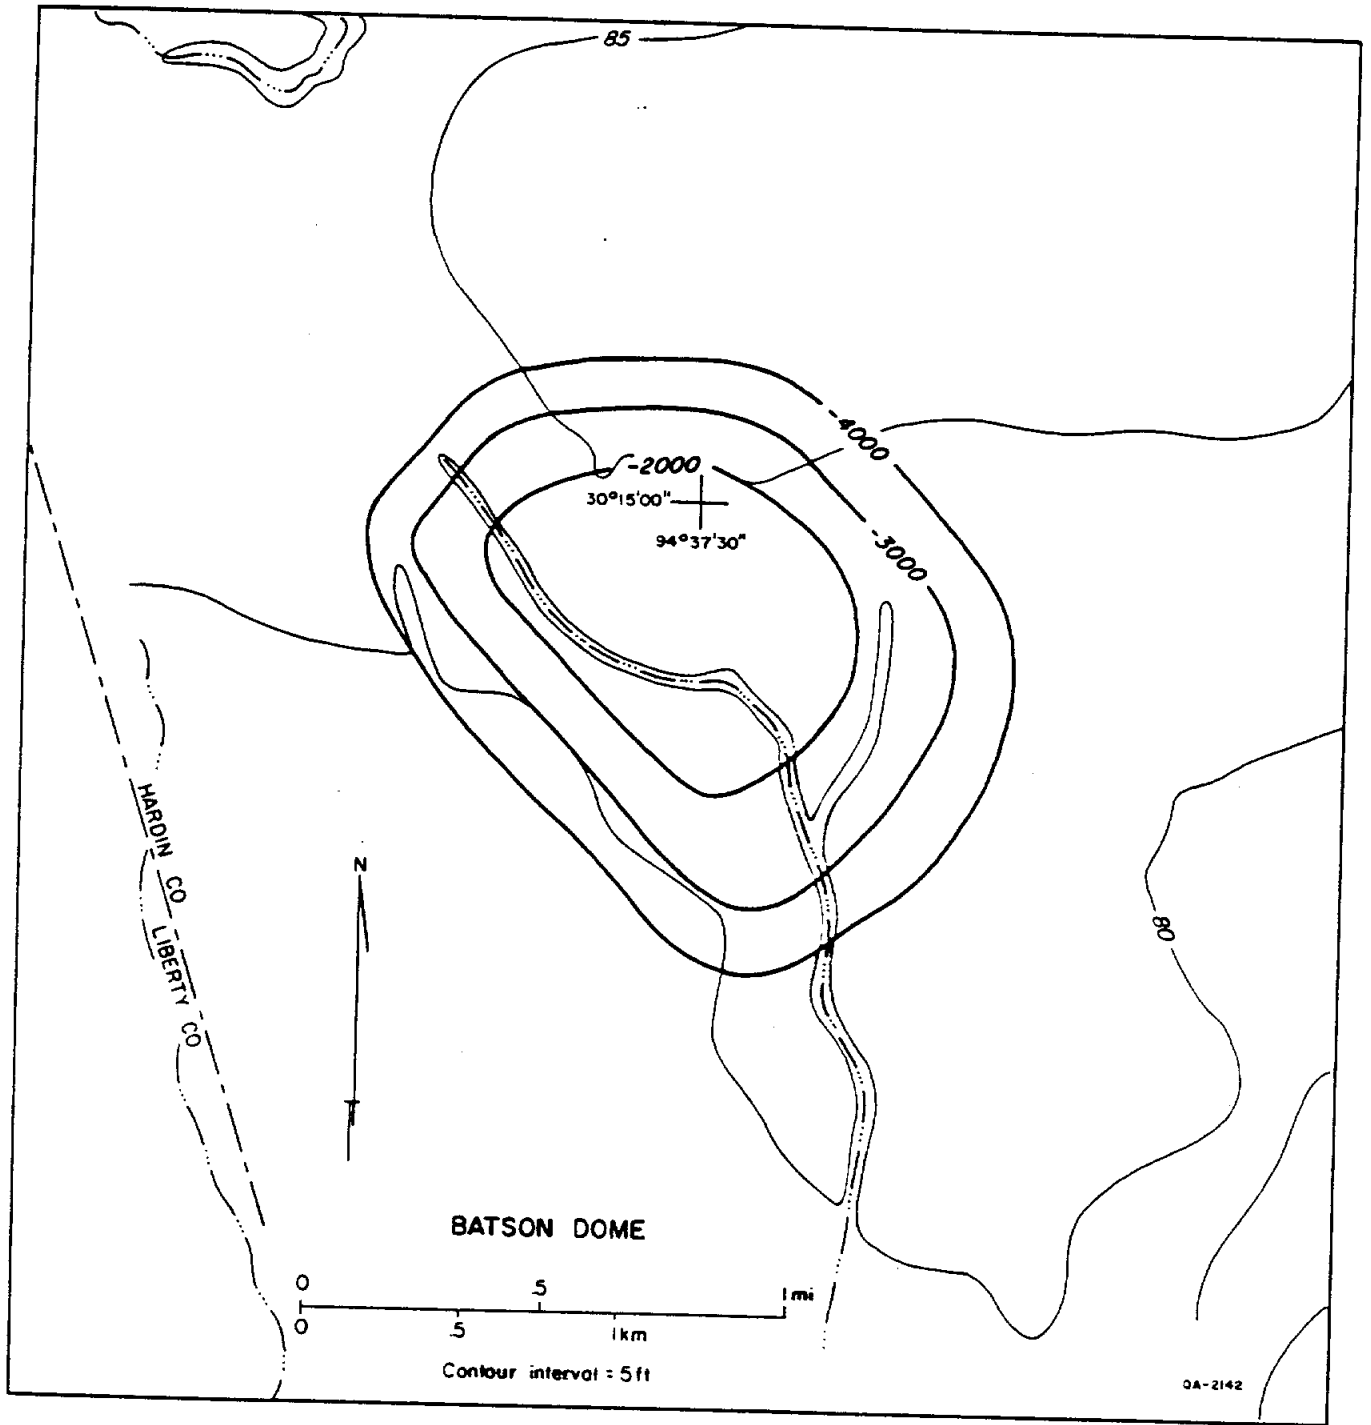 85
-4000
-2000
30°15'00"
94°37'30"
-3000
HARDIN CO
LIBERTY CO
N
80
BATSON DOME
0 .5 1 mi
0 .5 1 km
Contour interval = 5 ft
QA-2142